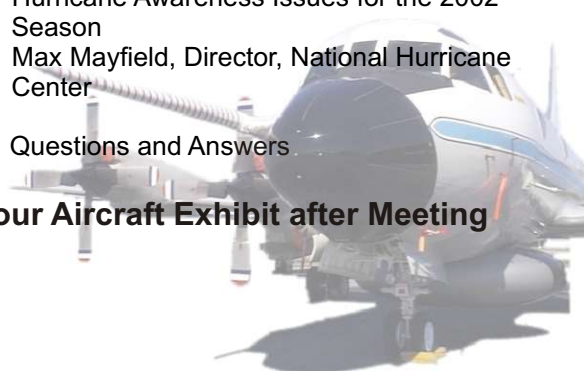 Hurricane Awareness Issues for the 2002
Season
Max Mayfield, Director, National Hurricane
Center
Questions and Answers
our Aircraft Exhibit after Meeting